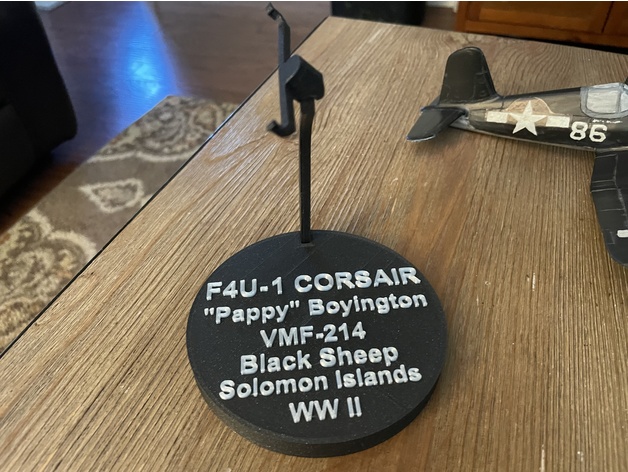 F4U-1 CORSAIR
"Pappy" Boyington
VMF-214
Black Sheep
Solomon Islands
WW II
86